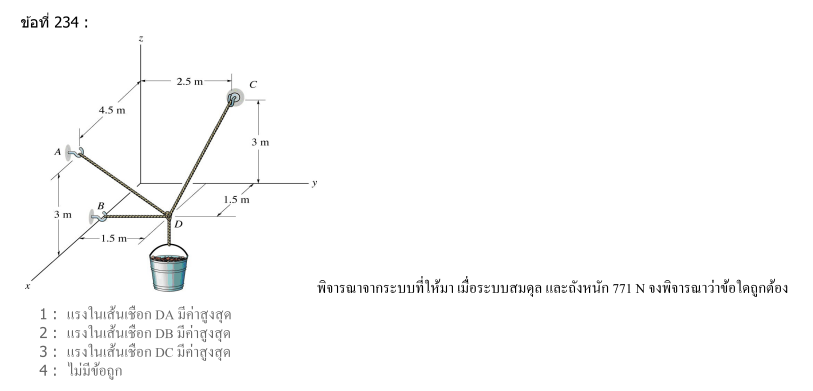 ข้อที่ 234 :
z
2.5 m
C
4.5 m
A
3 m
y
B
1.5 m
3 m
D
1.5 m
x
พิจารณาจากระบบที่ให้มา เมื่อระบบสมดุล และถังหนัก 771 N จงพิจารณาว่าข้อใดถูกต้อง
1 : แรงในเส้นเชือก DA มีค่าสูงสุด
2 : แรงในเส้นเชือก DB มีค่าสูงสุด
3 : แรงในเส้นเชือก DC มีค่าสูงสุด
4 : ไม่มีข้อถูก